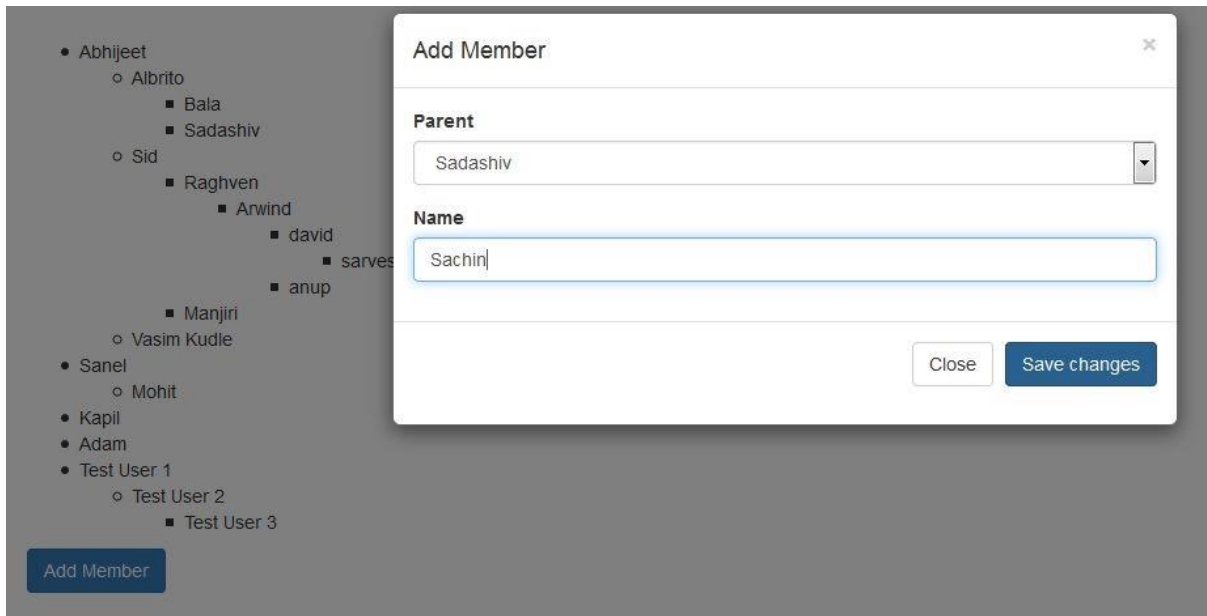 Abhijeet
Albrito
Bala
Sadashiv
Sid
Raghven
Arwind
david
sarves
anup
Manjiri
Vasim Kudle
Sanel
Mohit
Kapil
Adam
Test User 1
Test User 2
Test User 3
Add Member
Add Member ×
Parent
Sadashiv
Name
Sachin
Close Save changes